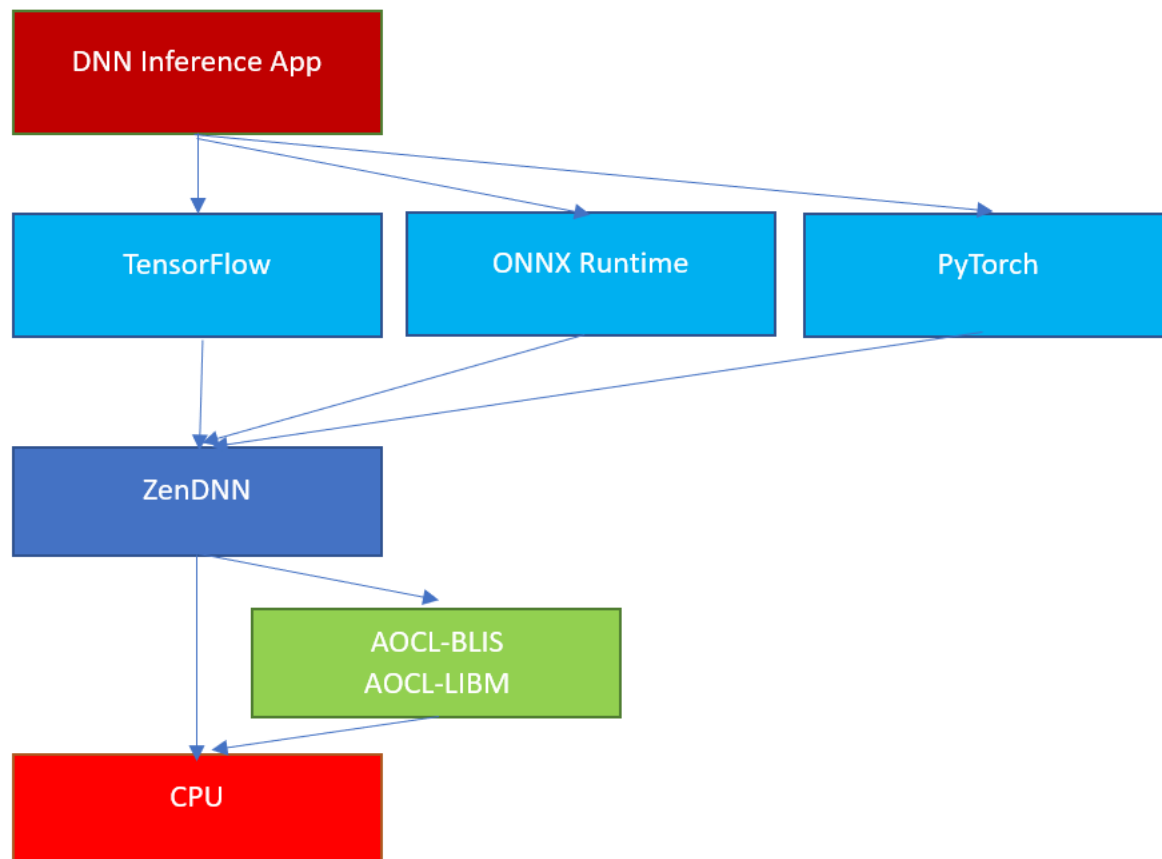 DNN Inference App
TensorFlow
ONNX Runtime
PyTorch
ZenDNN
AOCL-BLIS
AOCL-LIBM
CPU